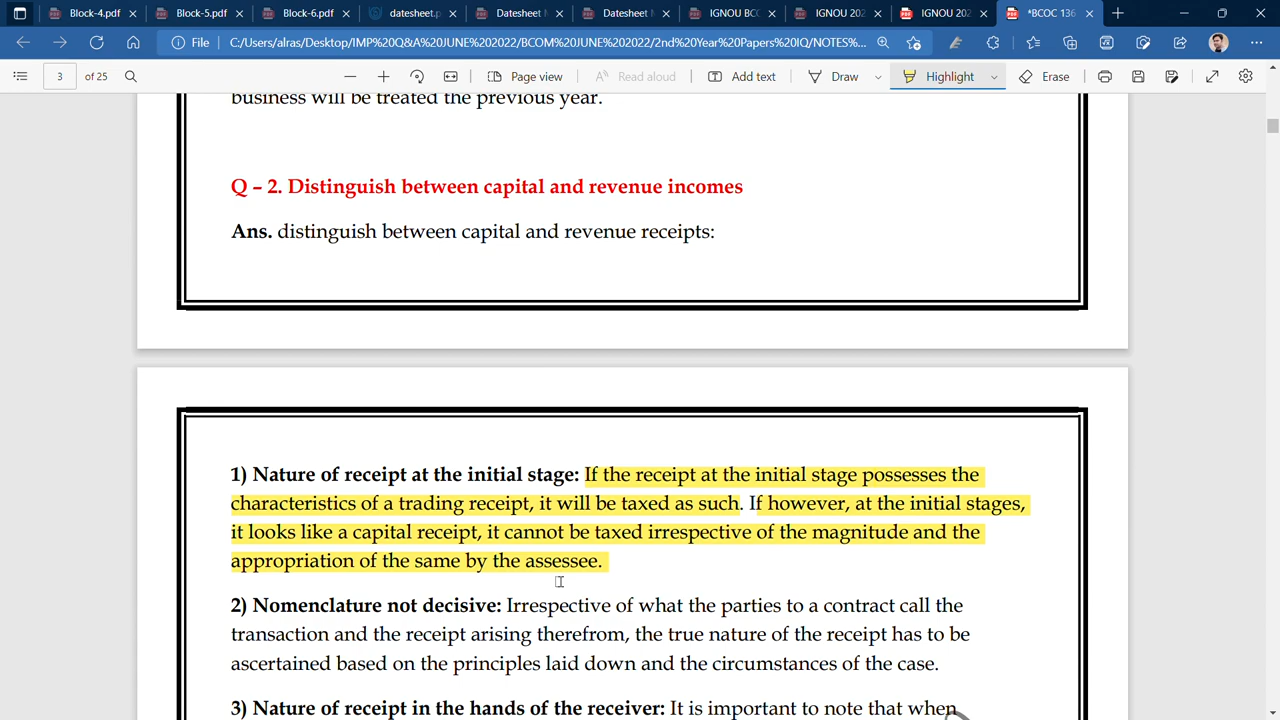 Block-4.pdf
Block-5.pdf
Block-6.pdf
datesheet.p
Datesheet
Datesheet
IGNOU BCC
IGNOU 202
IGNOU 202
*BCOC 136
File
C:/Users/alras/Desktop/IMP%20Q&A%20JUNE%202022/BCOM%20JUNE%202022/2nd%20Year%20Papers%20IQ/NOTES%...
3 of 25
Page view
Read aloud
Add text
Draw
Highlight
Erase
business will be treated the previous year.
Q – 2. Distinguish between capital and revenue incomes
Ans. distinguish between capital and revenue receipts:
1) Nature of receipt at the initial stage: If the receipt at the initial stage possesses the
characteristics of a trading receipt, it will be taxed as such. If however, at the initial stages,
it looks like a capital receipt, it cannot be taxed irrespective of the magnitude and the
appropriation of the same by the assessee.
2) Nomenclature not decisive: Irrespective of what the parties to a contract call the
transaction and the receipt arising therefrom, the true nature of the receipt has to be
ascertained based on the principles laid down and the circumstances of the case.
3) Nature of receipt in the hands of the receiver: It is important to note that when